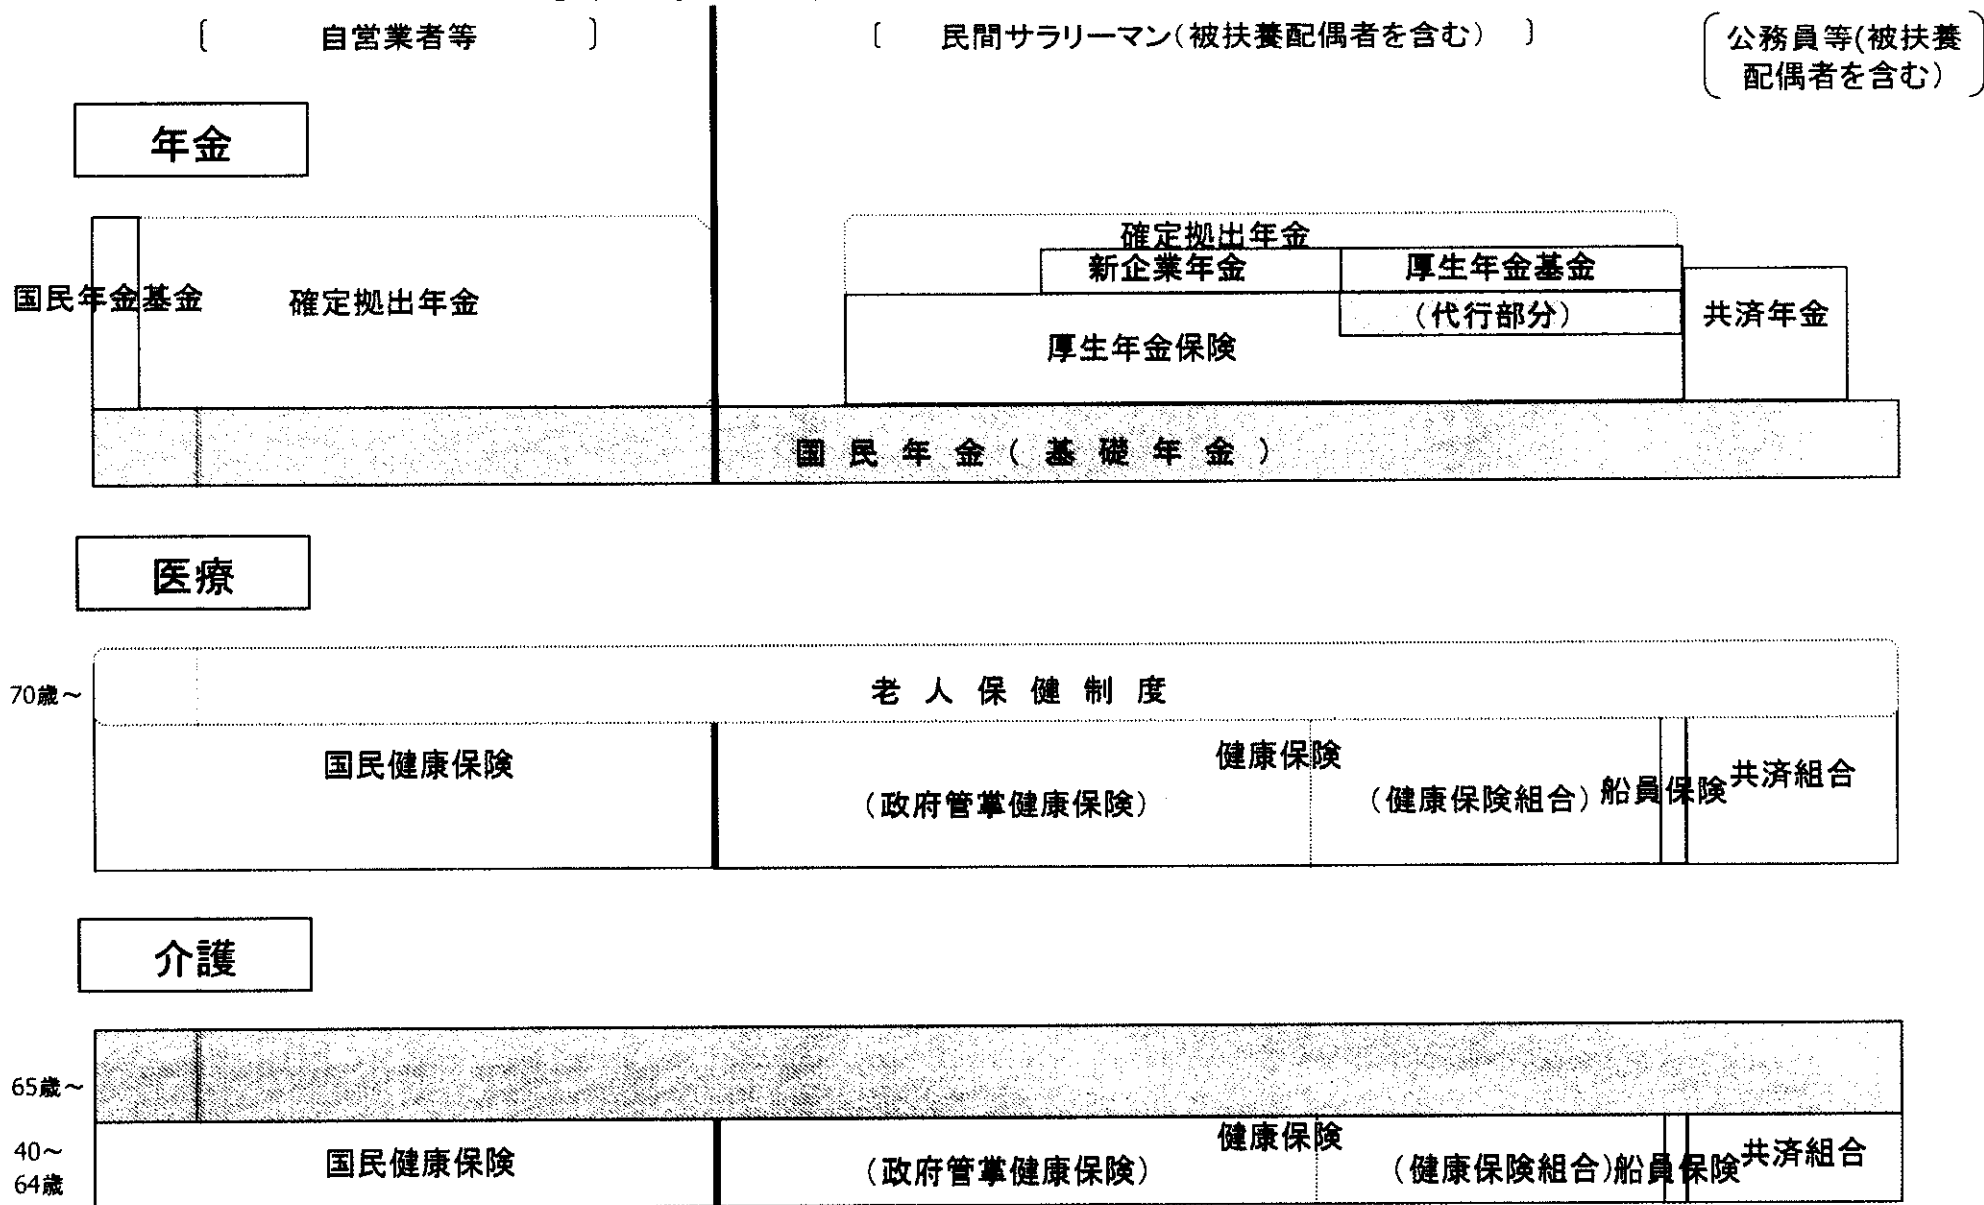 〔 自営業者等 〕
〔 民間サラリーマン(被扶養配偶者を含む) 〕
公務員等(被扶養
配偶者を含む)
年金
国民年金基金
確定拠出年金
確定拠出年金
新企業年金
厚生年金基金
(代行部分)
厚生年金保険
共済年金
国民年金(基礎年金)
医療
70歳~
老人保健制度
国民健康保険
健康保険
(政府管掌健康保険)
(健康保険組合)
船員保険
共済組合
介護
65歳~
40~
64歳
国民健康保険
健康保険
(政府管掌健康保険)
(健康保険組合)
船員保険
共済組合